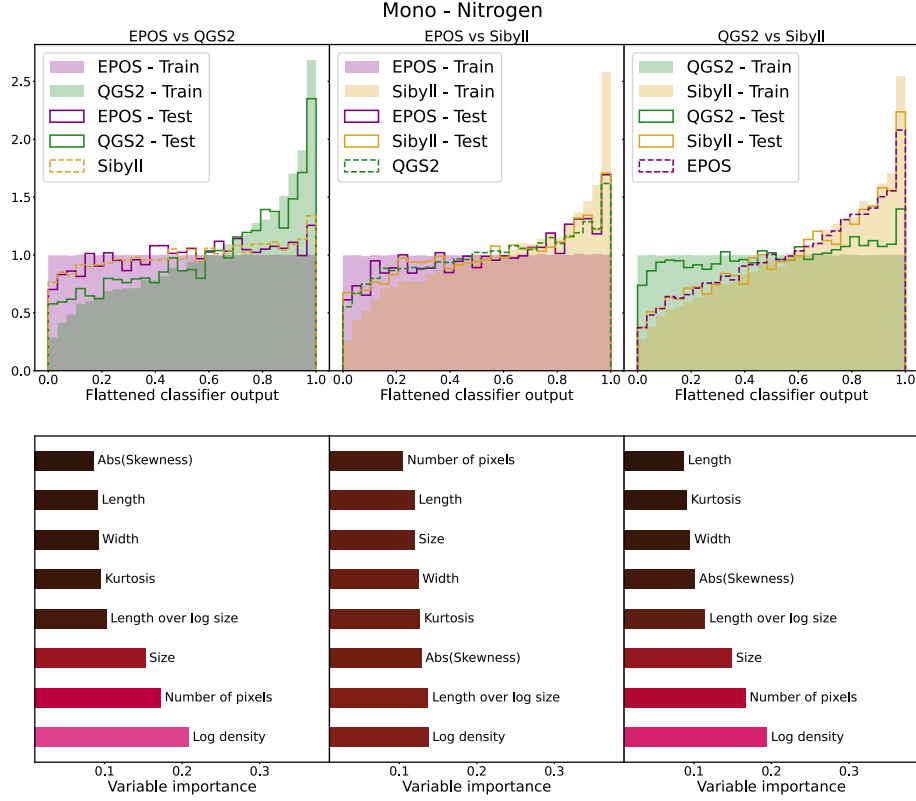 Mono - Nitrogen
EPOS vs QGS2
EPOS - Train
QGS2 - Train
EPOS - Test
QGS2 - Test
Sibyll
0.0
0.5
1.0
1.5
2.0
2.5
0.0 0.2 0.4 0.6 0.8 1.0
Flattened classifier output
EPOS vs Sibyll
EPOS - Train
Sibyll - Train
EPOS - Test
Sibyll - Test
QGS2
0.0 0.2 0.4 0.6 0.8 1.0
Flattened classifier output
QGS2 vs Sibyll
QGS2 - Train
Sibyll - Train
QGS2 - Test
Sibyll - Test
EPOS
0.0 0.2 0.4 0.6 0.8 1.0
Flattened classifier output
Abs(Skewness)
Length
Width
Kurtosis
Length over log size
Size
Number of pixels
Log density
0.1 0.2 0.3
Variable importance
Number of pixels
Length
Size
Width
Kurtosis
Abs(Skewness)
Length over log size
Log density
0.1 0.2 0.3
Variable importance
Length
Kurtosis
Width
Abs(Skewness)
Length over log size
Size
Number of pixels
Log density
0.1 0.2 0.3
Variable importance